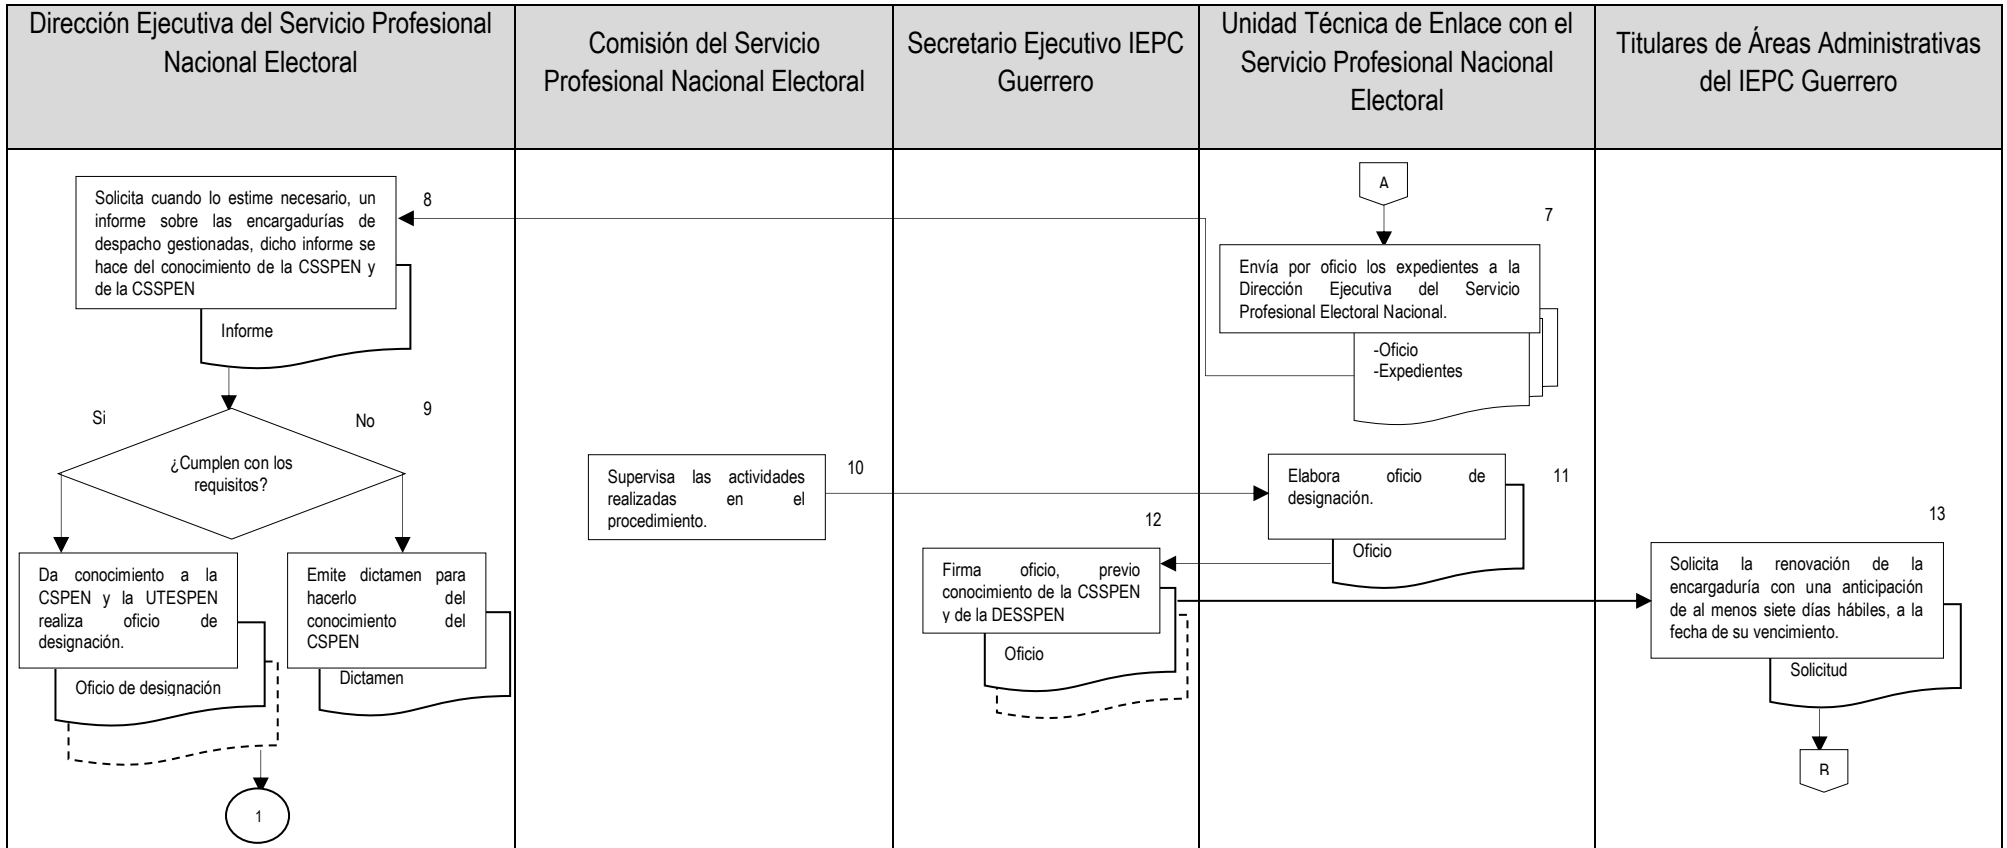 Dirección Ejecutiva del Servicio Profesional
Nacional Electoral
Comisión del Servicio
Profesional Nacional Electoral
Secretario Ejecutivo IEPC
Guerrero
Unidad Técnica de Enlace con el
Servicio Profesional Nacional
Electoral
Titulares de Áreas Administrativas
del IEPC Guerrero
A
7
Envía por oficio los expedientes a la
Dirección Ejecutiva del Servicio
Profesional Electoral Nacional.
-Oficio
-Expedientes
8
Solicita cuando lo estime necesario, un
informe sobre las encargadurías de
despacho gestionadas, dicho informe se
hace del conocimiento de la CSSPEN y
de la CSSPEN
Informe
Si
No
9
¿Cumplen con los
requisitos?
Da conocimiento a la
CSPEN y la UTESPEN
realiza oficio de
designación.
Oficio de designación
Emite dictamen para
hacerlo del
conocimiento del
CSPEN
Dictamen
1
10
Supervisa las actividades
realizadas en el
procedimiento.
11
Elabora oficio de
designación.
Oficio
12
Firma oficio, previo
conocimiento de la CSSPEN
y de la DESSPEN
Oficio
13
Solicita la renovación de la
encargaduría con una anticipación
de al menos siete días hábiles, a la
fecha de su vencimiento.
Solicitud
B